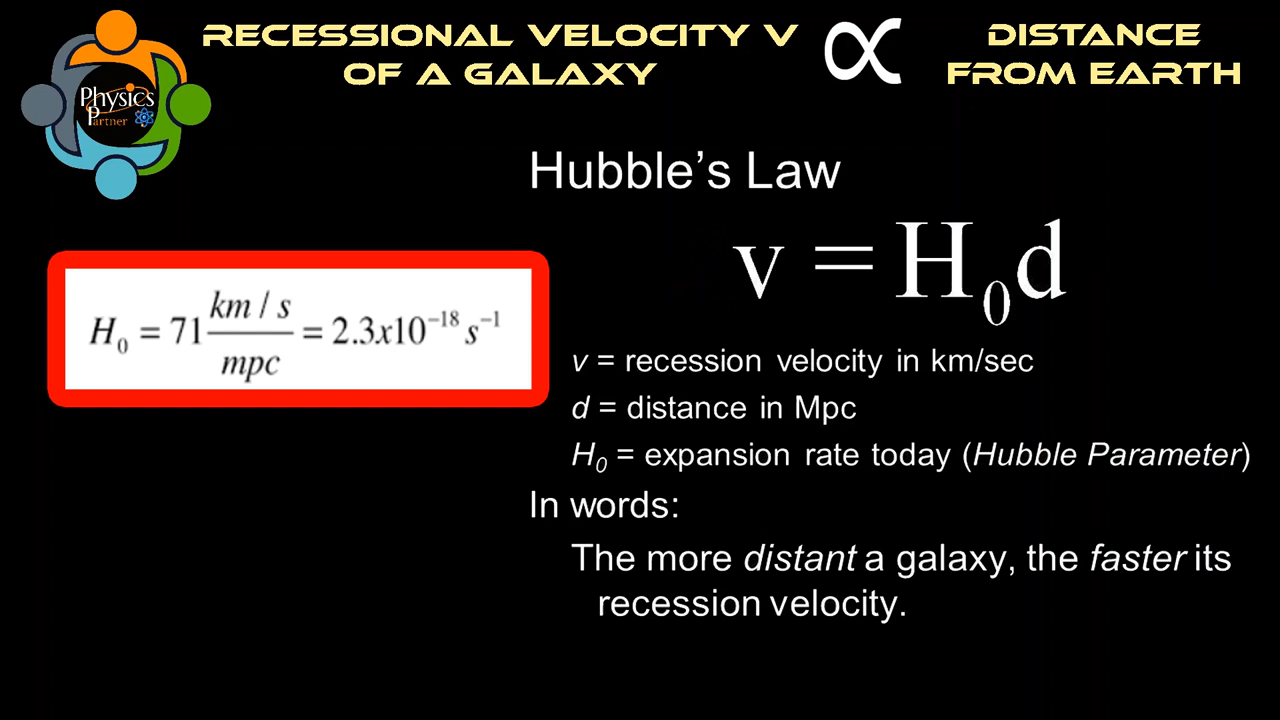 RECESSIONAL VELOCITY V
OF A GALAXY
∝
DISTANCE
FROM EARTH
Physics
Partner
Hubble's Law
v = H₀d
H₀ = 71 km / s / mpc = 2.3x10⁻¹⁸ s⁻¹
v = recession velocity in km/sec
d = distance in Mpc
H₀ = expansion rate today (Hubble Parameter)
In words:
The more distant a galaxy, the faster its
recession velocity.